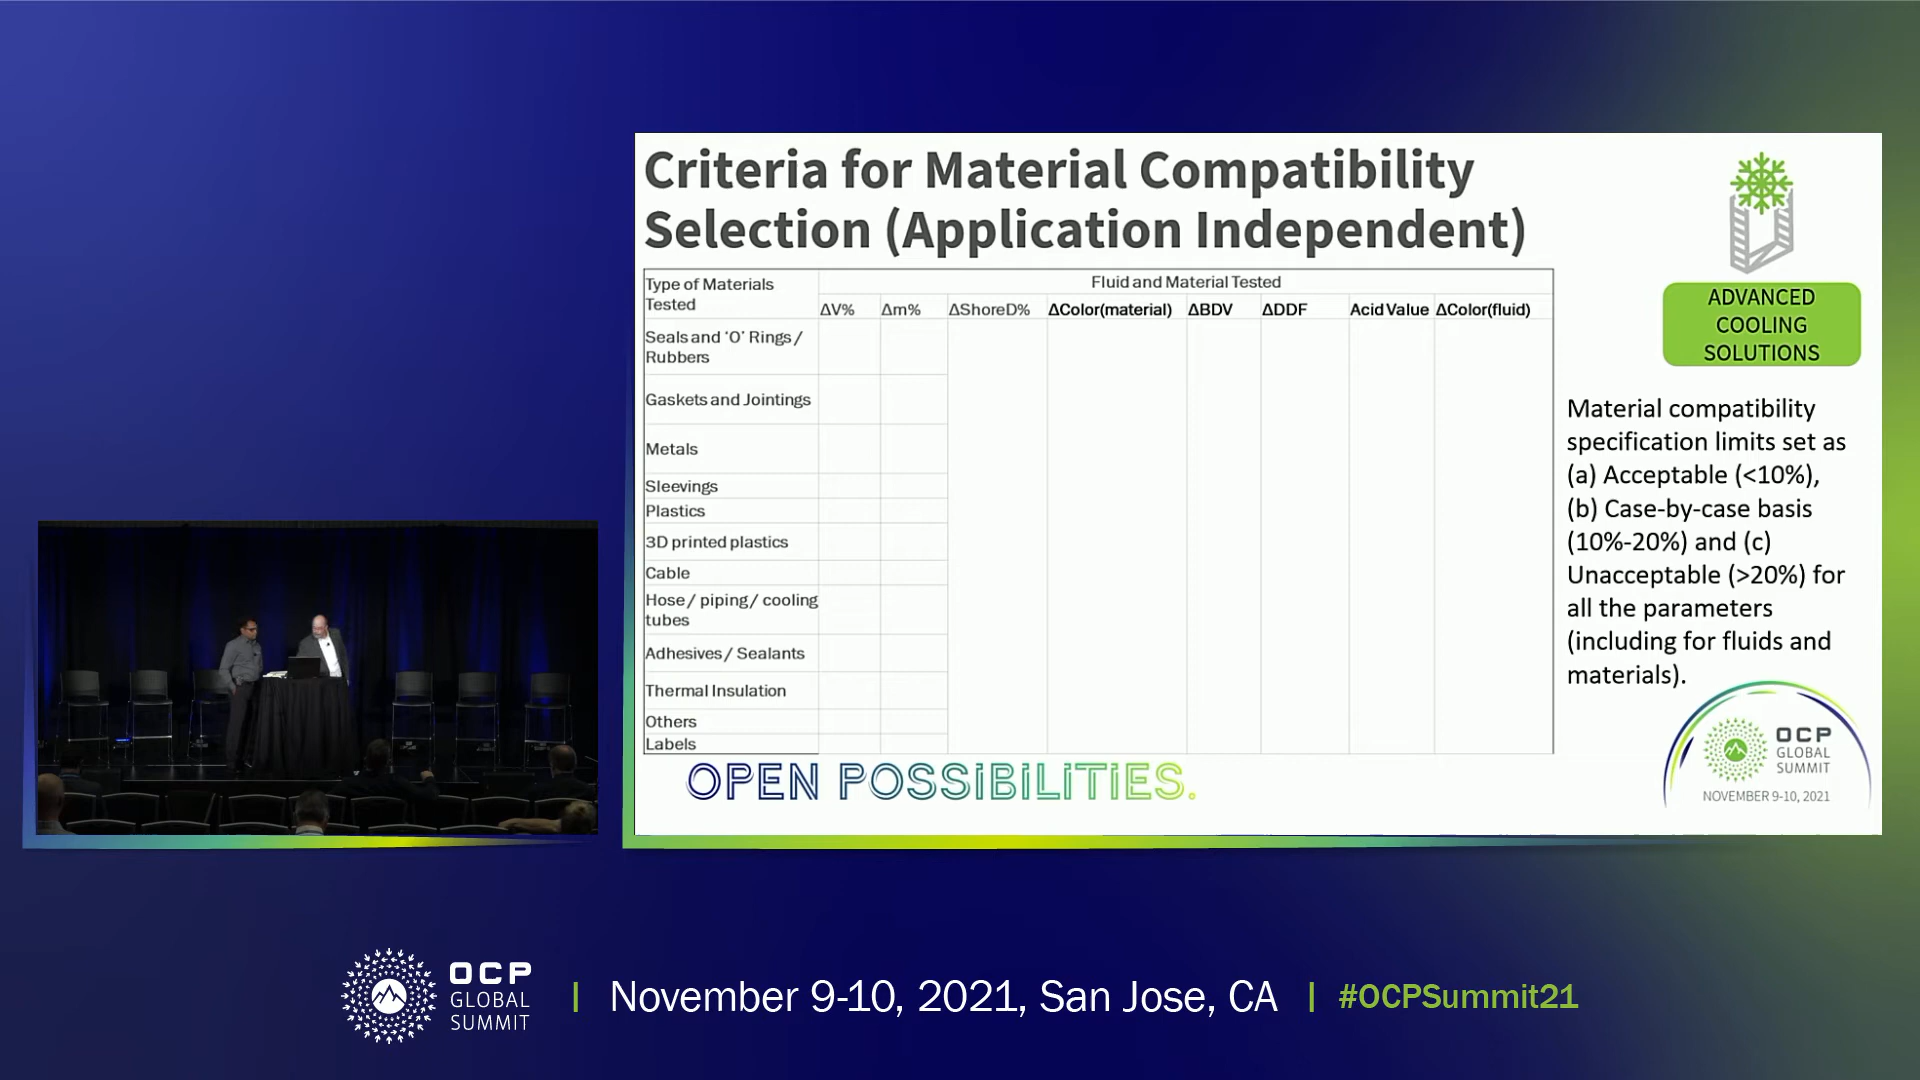 Criteria for Material Compatibility
Selection (Application Independent)
Type of Materials
Tested
Fluid and Material Tested
ΔV%
Δm%
ΔShoreD%
ΔColor(material)
ΔBDV
ΔDDF
Acid Value
ΔColor(fluid)
Seals and ‘O’ Rings /
Rubbers
Gaskets and Jointings
Metals
Sleevings
Plastics
3D printed plastics
Cable
Hose / piping / cooling
tubes
Adhesives / Sealants
Thermal Insulation
Others
Labels
ADVANCED
COOLING
SOLUTIONS
Material compatibility
specification limits set as
(a) Acceptable (<10%),
(b) Case-by-case basis
(10%-20%) and (c)
Unacceptable (>20%) for
all the parameters
(including for fluids and
materials).
OPEN POSSIBILITIES.
OCP
GLOBAL
SUMMIT
NOVEMBER 9-10, 2021
OCP
GLOBAL
SUMMIT
November 9-10, 2021, San Jose, CA
#OCPSummit21